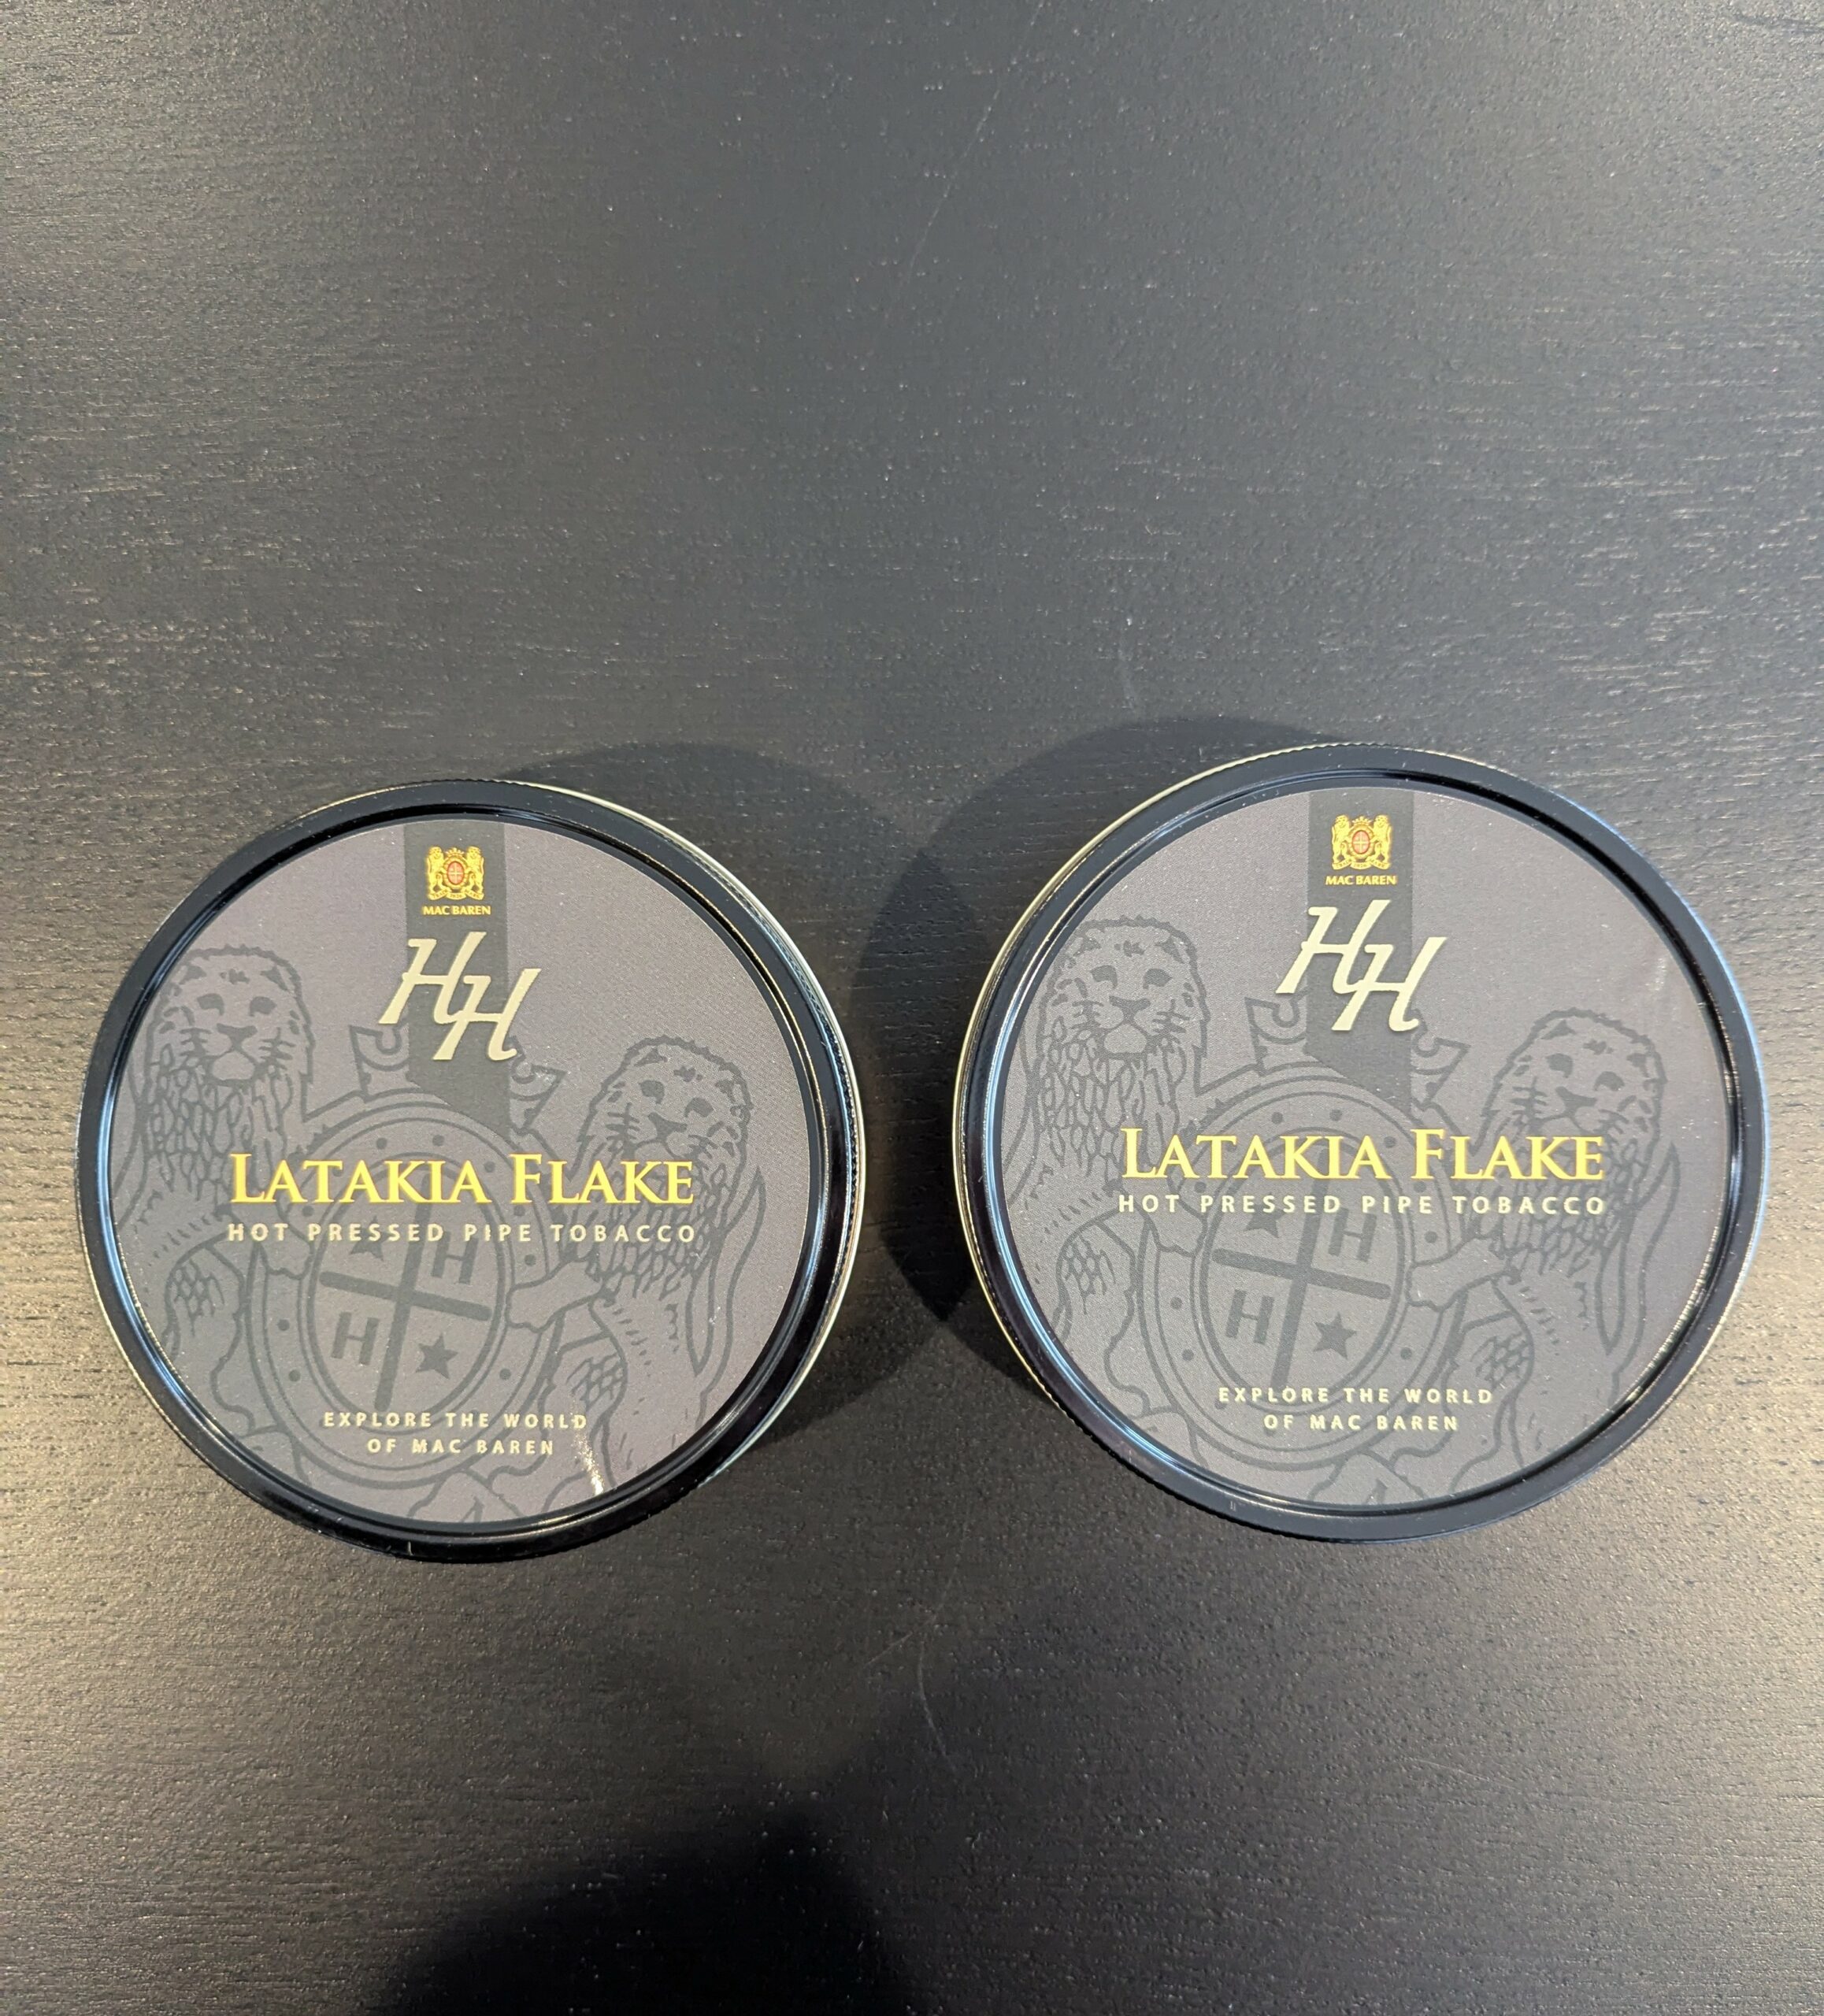 MAC BAREN
HH
LATAKIA FLAKE
HOT PRESSED PIPE TOBACCO
H
H
EXPLORE THE WORLD
OF MAC BAREN
MAC BAREN
HH
LATAKIA FLAKE
HOT PRESSED PIPE TOBACCO
H
H
EXPLORE THE WORLD
OF MAC BAREN